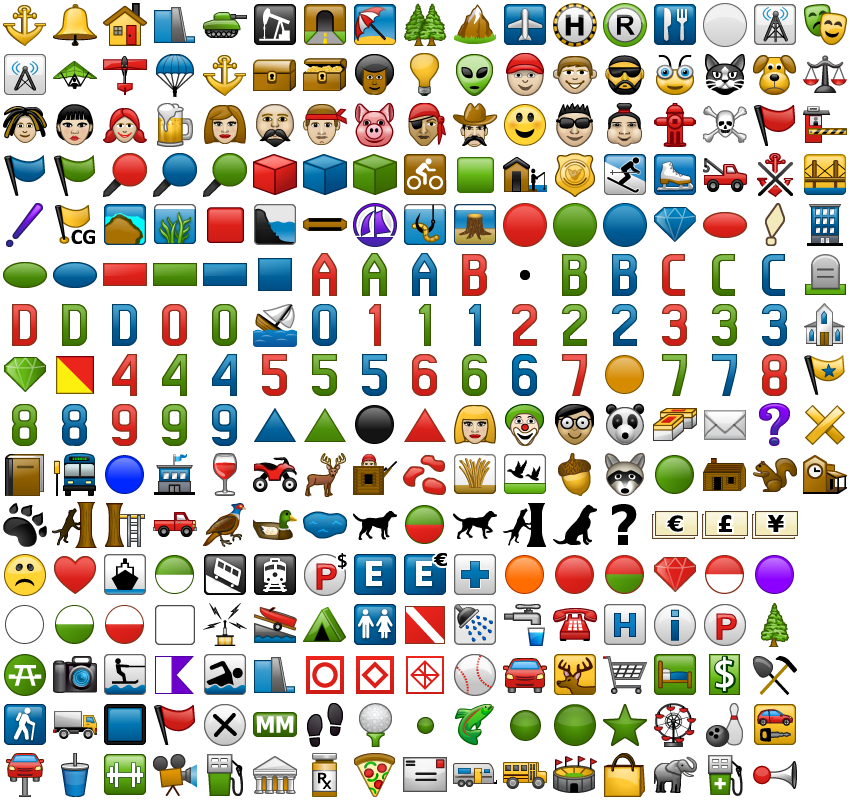 H R
CG
A A A B B B C C C
D D D 0 0 0 1 1 1 2 2 2 3 3 3
4 4 4 5 5 5 6 6 6 7 7 7 8
8 8 9 9 9 ?
? € £ ¥
P $ E E €
H i P
$
MM
Rx